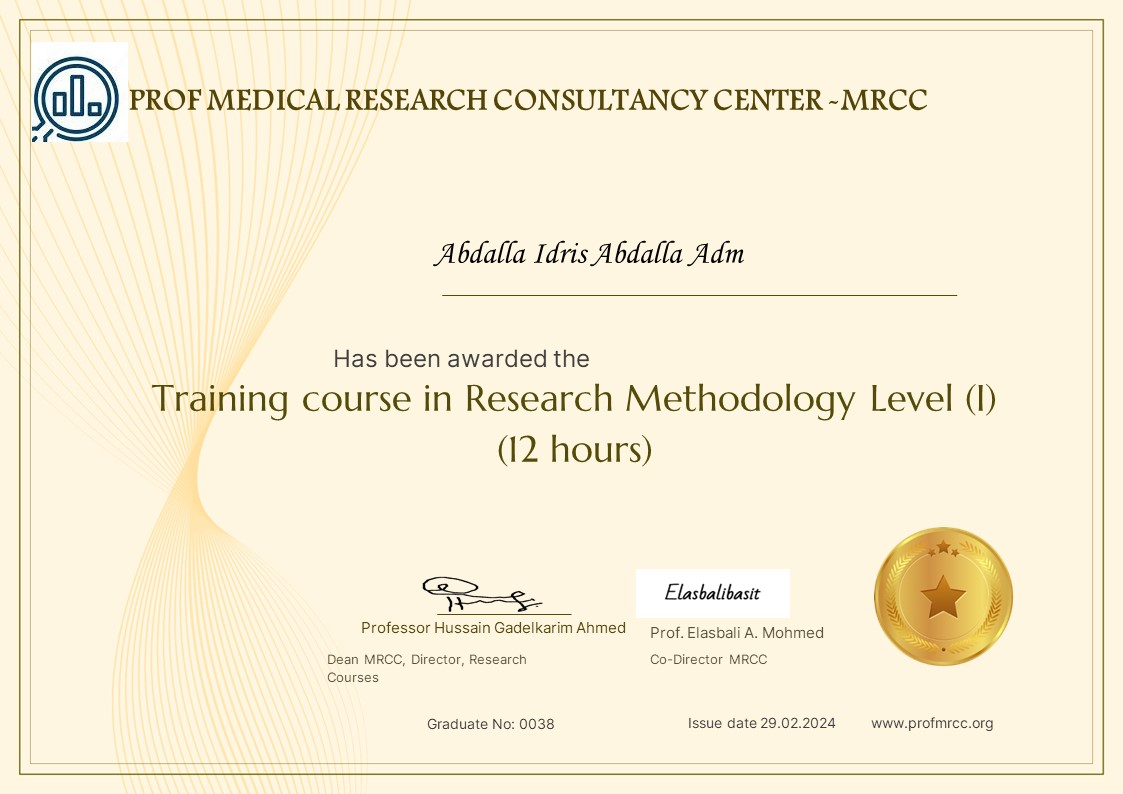 PROF MEDICAL RESEARCH CONSULTANCY CENTER ~MRCC
Abdalla Idris Abdalla Adm
Has been awarded the
Training course in Research Methodology Level (I)
(12 hours)
Elasbalibasit
Professor Hussain Gadelkarim Ahmed
Prof. Elasbali A. Mohmed
Dean MRCC, Director, Research
Courses
Co-Director MRCC
Graduate No: 0038
Issue date 29.02.2024
www.profmrcc.org